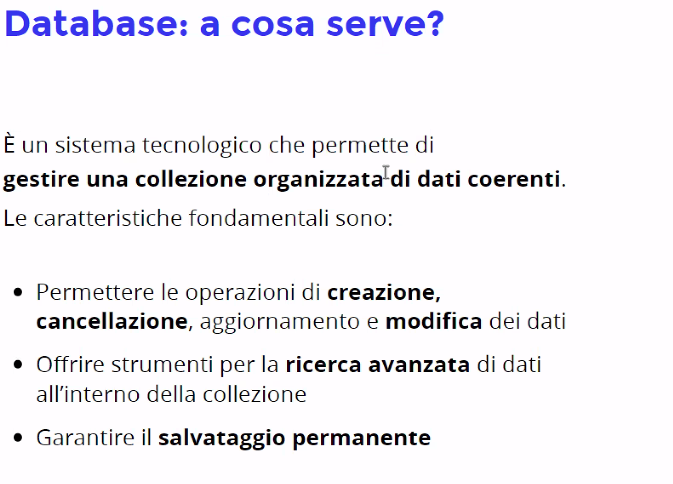 Database: a cosa serve?
È un sistema tecnologico che permette di
gestire una collezione organizzata di dati coerenti.
Le caratteristiche fondamentali sono:
• Permettere le operazioni di creazione,
cancellazione, aggiornamento e modifica dei dati
• Offrire strumenti per la ricerca avanzata di dati
all’interno della collezione
• Garantire il salvataggio permanente